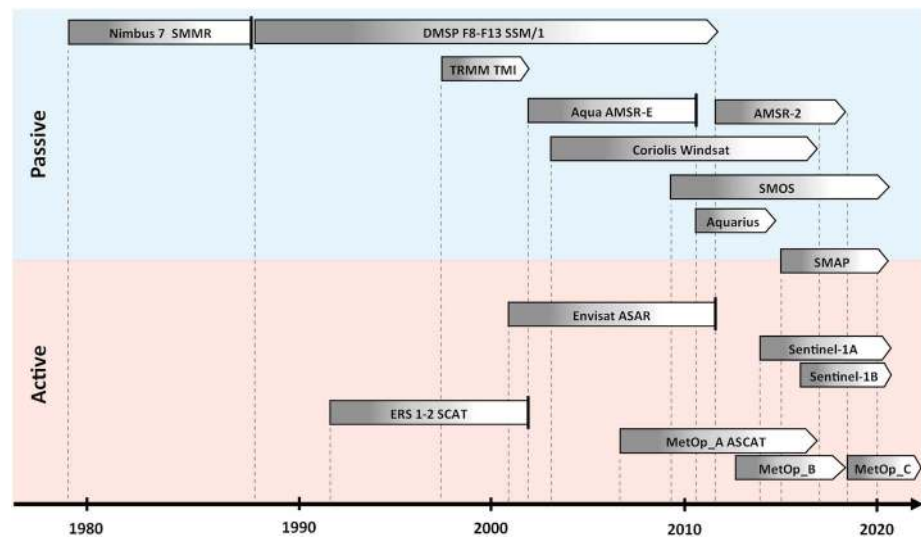 Passive
Nimbus 7 SMMR
DMSP F8-F13 SSM/1
TRMM TMI
Aqua AMSR-E
AMSR-2
Coriolis Windsat
SMOS
Aquarius
SMAP
Active
Envisat ASAR
Sentinel-1A
Sentinel-1B
ERS 1-2 SCAT
MetOp_A ASCAT
MetOp_B
MetOp_C
1980
1990
2000
2010
2020